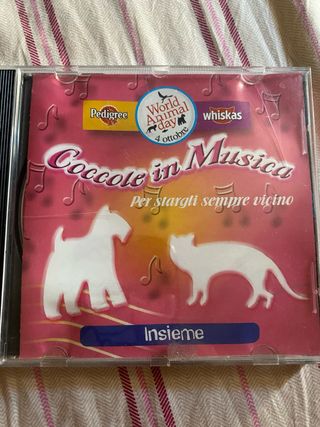 Pedigree
World
Animal
day
4 ottobre
whiskas
Coccole in Musica
Per stargli sempre vicino
Insieme